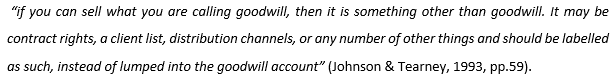 “if you can sell what you are calling goodwill, then it is something other than goodwill. It may be
contract rights, a client list, distribution channels, or any number of other things and should be labelled
as such, instead of lumped into the goodwill account” (Johnson & Tearney, 1993, pp.59).